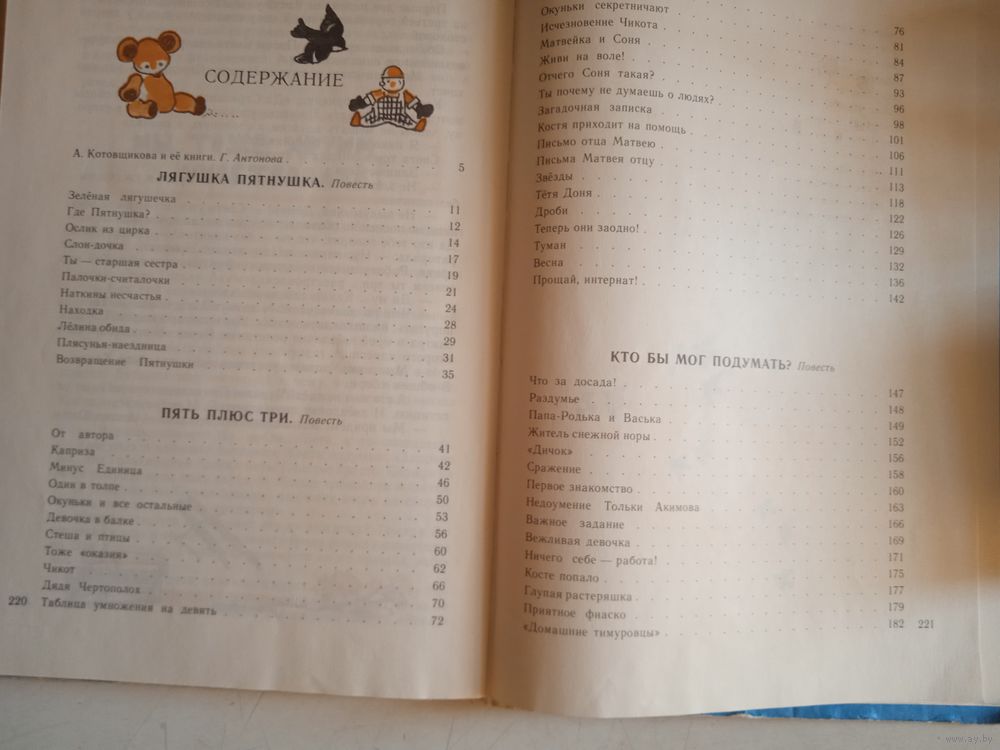 СОДЕРЖАНИЕ
А. Котовщикова и её книги. Г. Антонова . 5
ЛЯГУШКА ПЯТНУШКА. Повесть
Зелёная лягушечка 11
Где Пятнушка? 12
Ослик из цирка 14
Слон-дочка 17
Ты — старшая сестра 19
Палочки-считалочки 21
Наткины несчастья 24
Находка 28
Лёлина обида 29
Плясунья-наездница 31
Возвращение Пятнушки 35
ПЯТЬ ПЛЮС ТРИ. Повесть
От автора 41
Каприза 42
Минус Единица 46
Один в толпе 50
Окуньки и все остальные 53
Девочка в балке 56
Стеша и птицы 60
Тоже «оказия» 62
Чикот 66
Дядя Чертополох 70
Таблица умножения на девять 72
220
Окуньки секретничают 76
Исчезновение Чикота 81
Матвейка и Соня 84
Живи на воле! 87
Отчего Соня такая? 93
Ты почему не думаешь о людях? 96
Загадочная записка 98
Костя приходит на помощь 101
Письмо отца Матвею 106
Письма Матвея отцу 111
Звёзды 113
Тётя Доня 118
Дроби 122
Теперь они заодно! 126
Туман 129
Весна 132
Прощай, интернат! 136
142
КТО БЫ МОГ ПОДУМАТЬ? Повесть
Что за досада! 147
Раздумье 148
Папа-Родька и Васька 149
Житель снежной норы 152
«Дичок» 156
Сражение 158
Первое знакомство 160
Недоумение Тольки Акимова 163
Важное задание 166
Вежливая девочка 169
Ничего себе — работа! 171
Косте попало 175
Глупая растеряшка 177
Приятное фиаско 179
«Домашние тимуровцы» 182
221
www.ay.by